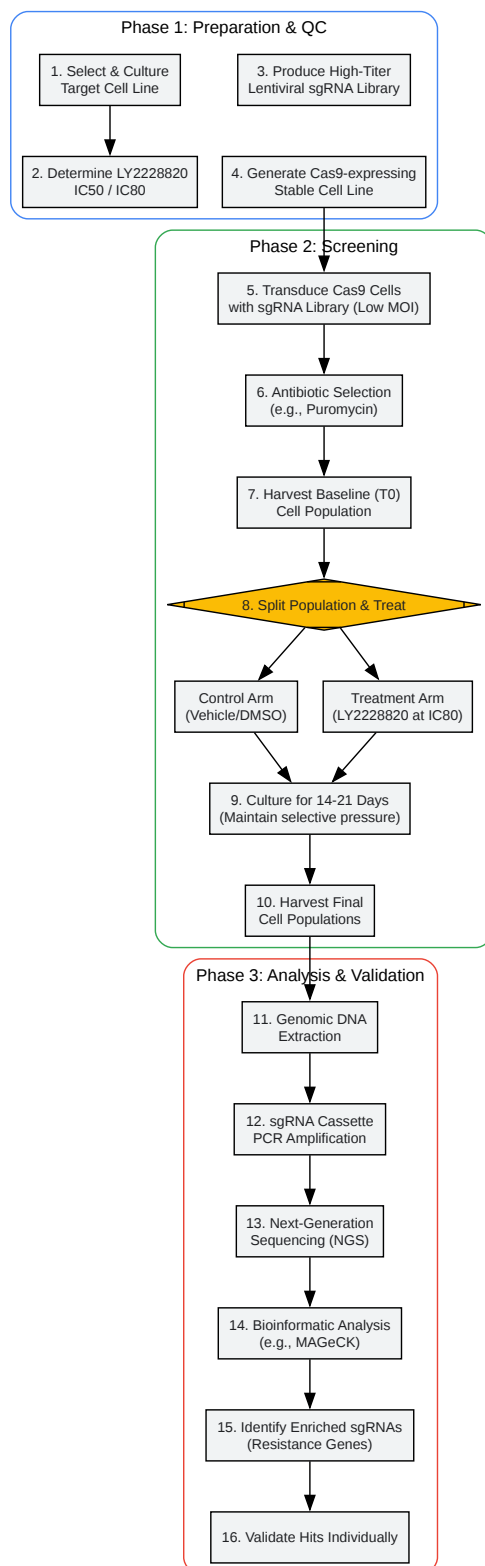 Phase 1: Preparation & QC
1. Select & Culture
Target Cell Line
3. Produce High-Titer
Lentiviral sgRNA Library
2. Determine LY2228820
IC50 / IC80
4. Generate Cas9-expressing
Stable Cell Line
Phase 2: Screening
5. Transduce Cas9 Cells
with sgRNA Library (Low MOI)
6. Antibiotic Selection
(e.g., Puromycin)
7. Harvest Baseline (T0)
Cell Population
8. Split Population & Treat
Control Arm
(Vehicle/DMSO)
Treatment Arm
(LY2228820 at IC80)
9. Culture for 14-21 Days
(Maintain selective pressure)
10. Harvest Final
Cell Populations
Phase 3: Analysis & Validation
11. Genomic DNA
Extraction
12. sgRNA Cassette
PCR Amplification
13. Next-Generation
Sequencing (NGS)
14. Bioinformatic Analysis
(e.g., MAGeCK)
15. Identify Enriched sgRNAs
(Resistance Genes)
16. Validate Hits Individually